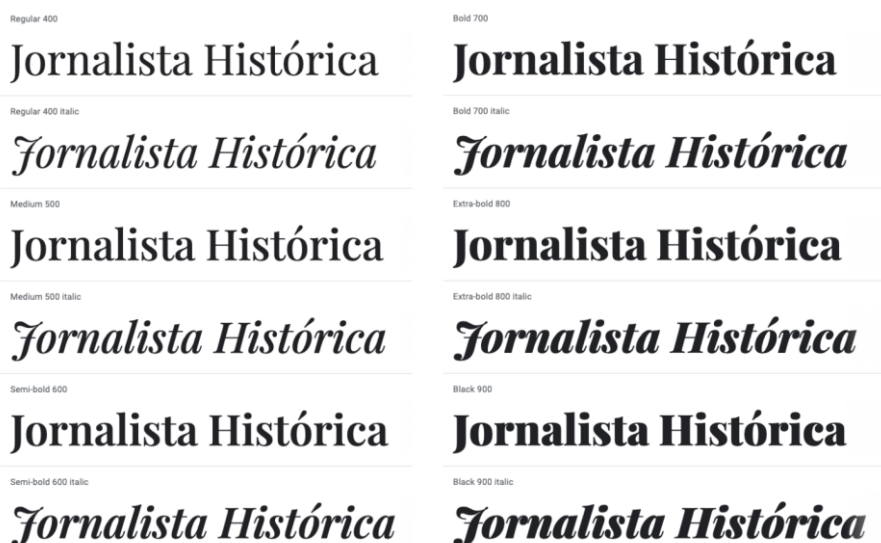 Regular 400
Jornalista Histórica
Regular 400 italic
Jornalista Histórica
Medium 500
Jornalista Histórica
Medium 500 italic
Jornalista Histórica
Semi-bold 600
Jornalista Histórica
Semi-bold 600 italic
Jornalista Histórica
Bold 700
Jornalista Histórica
Bold 700 italic
Jornalista Histórica
Extra-bold 800
Jornalista Histórica
Extra-bold 800 italic
Jornalista Histórica
Black 900
Jornalista Histórica
Black 900 italic
Jornalista Histórica